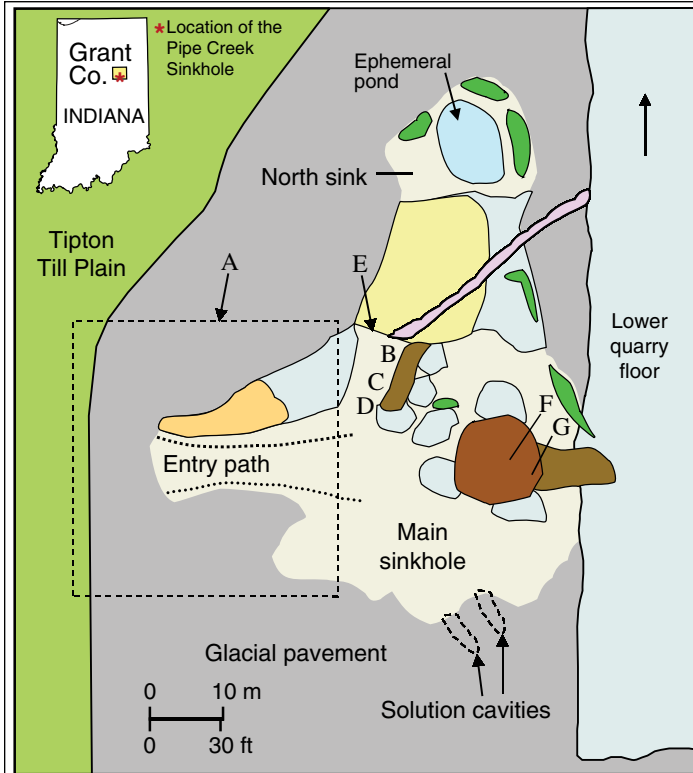 *Location of the
Pipe Creek
Sinkhole
Grant
Co.
*
INDIANA
Ephemeral
pond
North sink
Tipton
Till Plain
A
E
B
C
D
F
G
Lower
quarry
floor
Entry path
Main
sinkhole
Glacial pavement
0 10 m
0 30 ft
Solution cavities